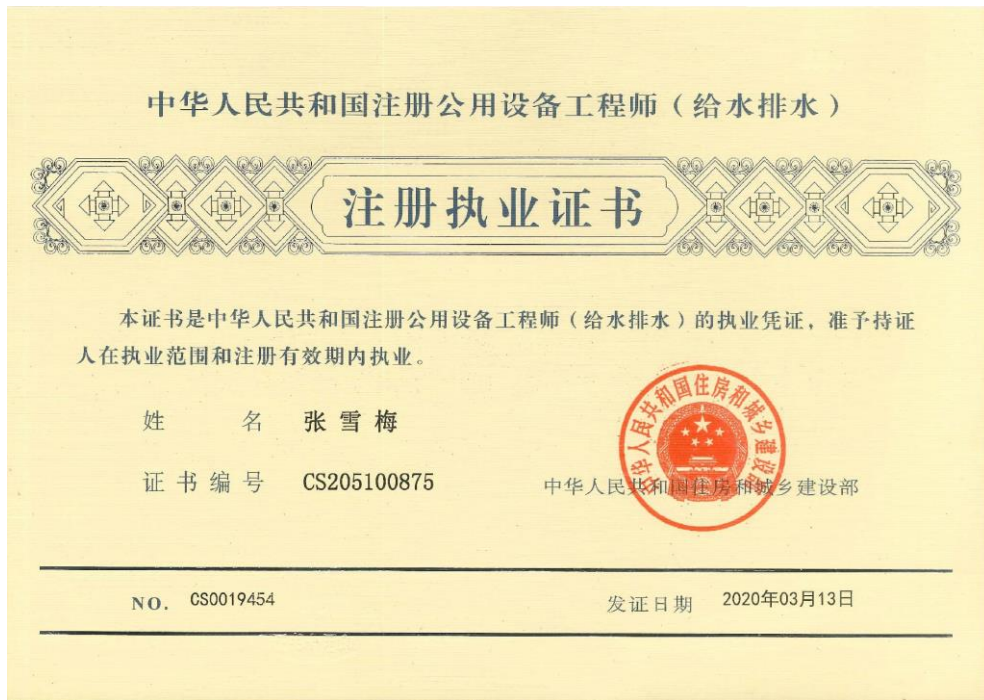 中华人民共和国注册公用设备工程师（给水排水）
注册执业证书
本证书是中华人民共和国注册公用设备工程师（给水排水）的执业凭证，准予持证
人在执业范围和注册有效期内执业。
姓 名 张雪梅
证书编号 CS205100875
中华人民共和国住房和城乡建设部
中华人民共和国住房和城乡建设部
NO. CS0019454 发证日期 2020年03月13日